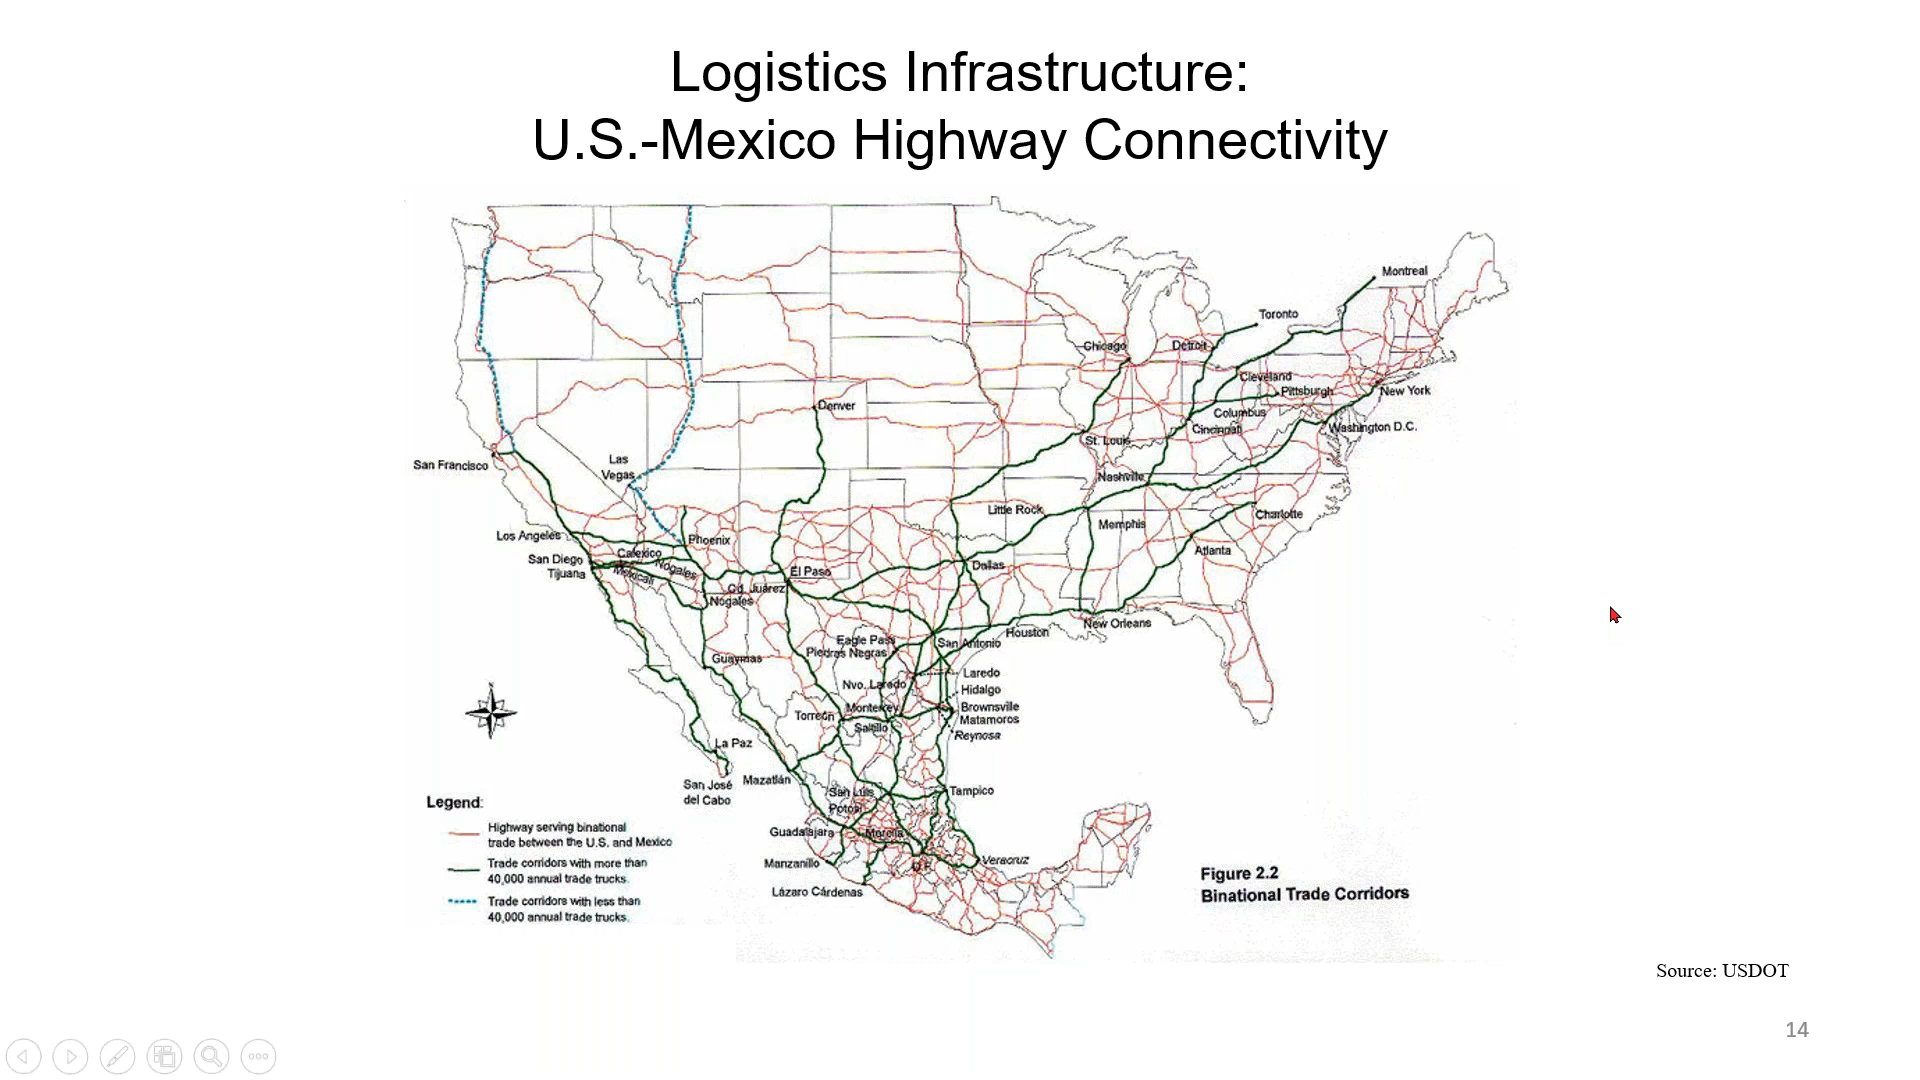 Logistics Infrastructure:
U.S.-Mexico Highway Connectivity
Montreal
Toronto
Chicago
Detroit
Cleveland
Pittsburgh
New York
Denver
Columbus
Cincinnati
Washington D.C.
St. Louis
San Francisco
Las
Vegas
Nashville
Little Rock
Memphis
Charlotte
Los Angeles
Phoenix
Atlanta
San Diego
Calexico
Tijuana
Mexicali
Nogales
El Paso
Dallas
Cd. Juárez
Nogales
New Orleans
Houston
Eagle Pass
San Antonio
Piedras Negras
Guaymas
Laredo
Nvo. Laredo
Hidalgo
Monterrey
Brownsville
Torreón
Matamoros
Saltillo
Reynosa
La Paz
San José
del Cabo
Mazatlán
San Luis
Potosí
Tampico
Guadalajara
Morelia
Manzanillo
D.F.
Veracruz
Lázaro Cárdenas
N
Legend:
Highway serving binational
trade between the U.S. and Mexico
Trade corridors with more than
40,000 annual trade trucks.
Trade corridors with less than
40,000 annual trade trucks.
Figure 2.2
Binational Trade Corridors
Source: USDOT
14